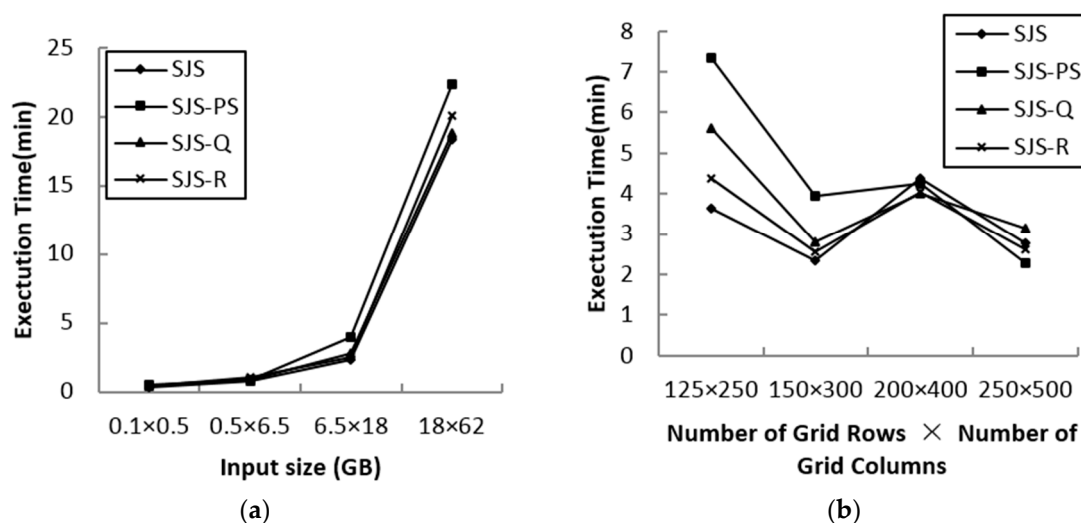 25
20
15
10
5
0
Exectution Time(min)
SJS
SJS-PS
SJS-Q
SJS-R
0.1×0.5 0.5×6.5 6.5×18 18×62
Input size (GB)
(a)
8
7
6
5
4
3
2
1
0
Exectution Time(min)
SJS
SJS-PS
SJS-Q
SJS-R
125×250 150×300 200×400 250×500
Number of Grid Rows × Number of
Grid Columns
(b)